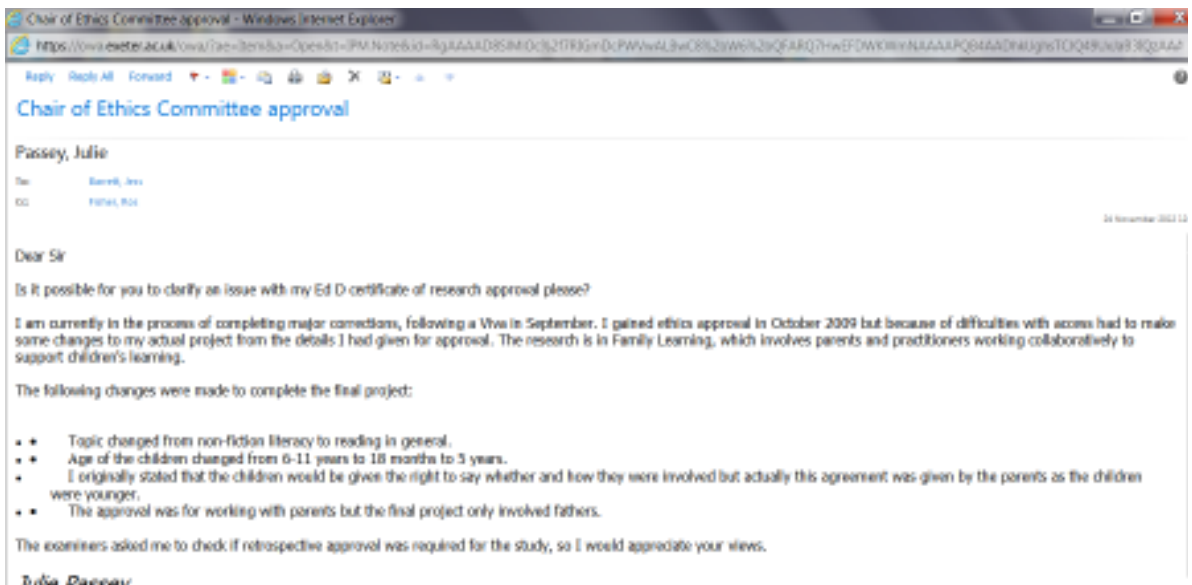 Chair of Ethics Committee approval - Windows Internet Explorer
Reply Reply All Forward
Chair of Ethics Committee approval
Passey, Julie
To: Barrett, Jess
Cc: Fisher, Ros
Dear Sir
Is it possible for you to clarify an issue with my Ed D certificate of research approval please?
I am currently in the process of completing major corrections, following a Viva in September. I gained ethics approval in October 2009 but because of difficulties with access had to make
some changes to my actual project from the details I had given for approval. The research is in Family Learning, which involves parents and practitioners working collaboratively to
support children's learning.
The following changes were made to complete the final project:
• • Topic changed from non-fiction literacy to reading in general.
• • Age of the children changed from 6-11 years to 18 months to 5 years.
• I originally stated that the children would be given the right to say whether and how they were involved but actually this agreement was given by the parents as the children
were younger.
• • The approval was for working with parents but the final project only involved fathers.
The examiners asked me to check if retrospective approval was required for the study, so I would appreciate your views.
Julie Passey